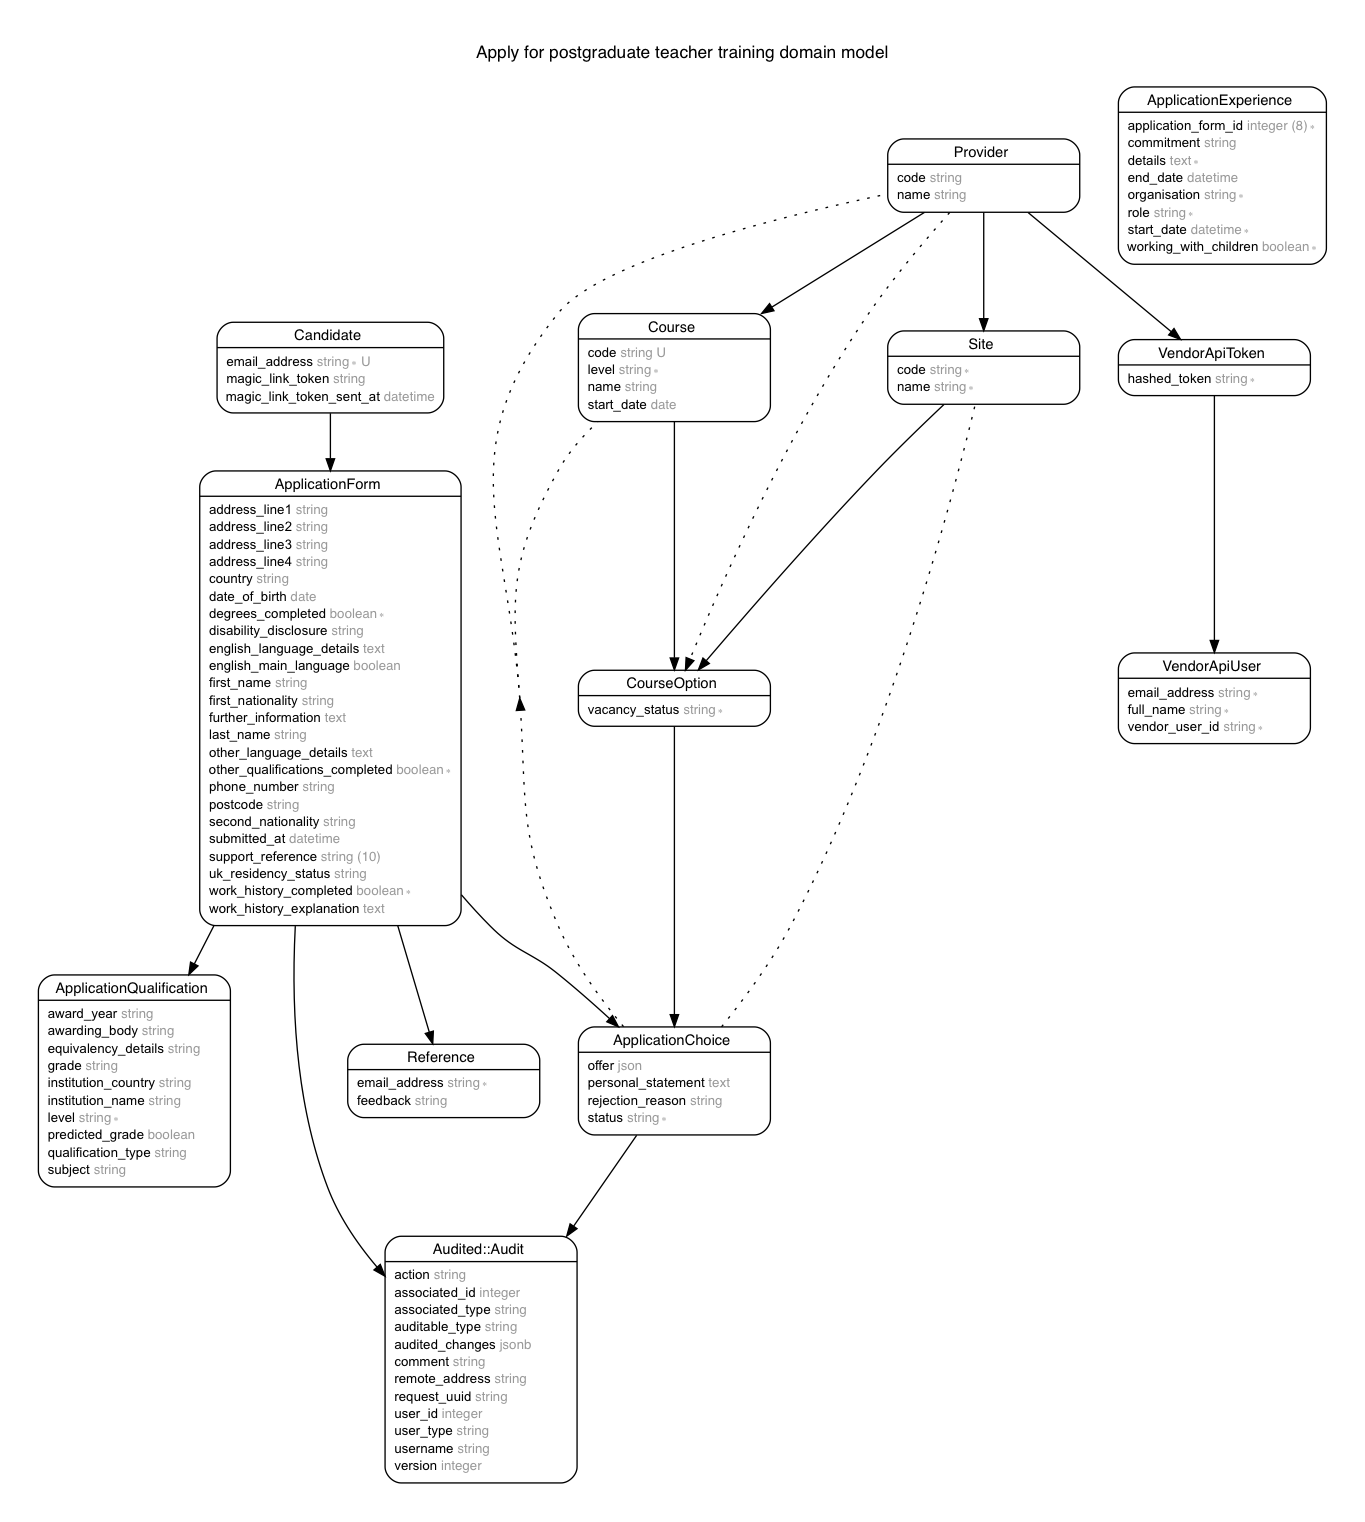 Apply for postgraduate teacher training domain model
ApplicationExperience
application_form_id integer (8) ∗
commitment string
details text ∗
end_date datetime
organisation string ∗
role string ∗
start_date datetime ∗
working_with_children boolean ∗
Provider
code string
name string
Candidate
email_address string ∗ U
magic_link_token string
magic_link_token_sent_at datetime
Course
code string U
level string ∗
name string
start_date date
Site
code string ∗
name string ∗
VendorApiToken
hashed_token string ∗
ApplicationForm
address_line1 string
address_line2 string
address_line3 string
address_line4 string
country string
date_of_birth date
degrees_completed boolean ∗
disability_disclosure string
english_language_details text
english_main_language boolean
first_name string
first_nationality string
further_information text
last_name string
other_language_details text
other_qualifications_completed boolean ∗
phone_number string
postcode string
second_nationality string
submitted_at datetime
support_reference string (10)
uk_residency_status string
work_history_completed boolean ∗
work_history_explanation text
CourseOption
vacancy_status string ∗
VendorApiUser
email_address string ∗
full_name string ∗
vendor_user_id string ∗
ApplicationQualification
award_year string
awarding_body string
equivalency_details string
grade string
institution_country string
institution_name string
level string ∗
predicted_grade boolean
qualification_type string
subject string
Reference
email_address string ∗
feedback string
ApplicationChoice
offer json
personal_statement text
rejection_reason string
status string ∗
Audited::Audit
action string
associated_id integer
associated_type string
auditable_type string
audited_changes jsonb
comment string
remote_address string
request_uuid string
user_id integer
user_type string
username string
version integer